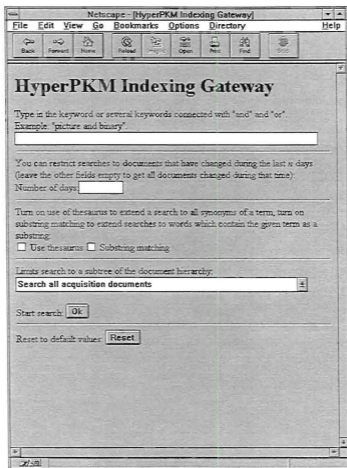 Netscape - [HyperPKM Indexing Gateway]
File Edit View Go Bookmarks Options Directory Help
Back Forward Home Reload Images Open Print Find Stop
HyperPKM Indexing Gateway
Type in the keyword or several keywords connected with "and" and "or".
Example: "picture and binary".
You can restrict searches to documents that have changed during the last n days
(leave the other fields empty to get all documents changed during that time):
Number of days:
Turn on use of thesaurus to extend a search to all synonyms of a term, turn on
substring matching to extend searches to words which contain the given term as a
substring:
Use thesaurus Substring matching
Limits search to a subtree of the document hierarchy:
Search all acquisition documents
Start search: Ok
Reset to default values: Reset